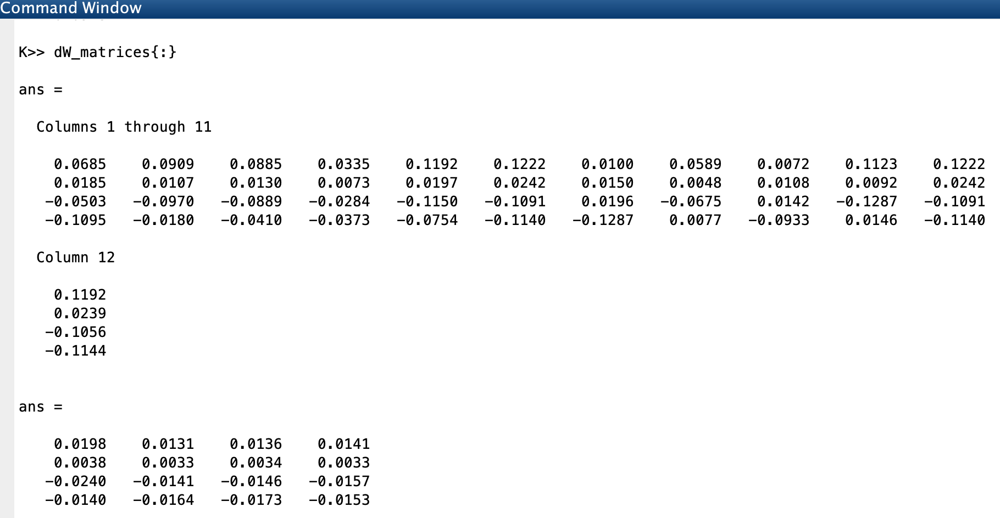 Command Window
K>> dW_matrices{:}
ans =
Columns 1 through 11
0.0685 0.0909 0.0885 0.0335 0.1192 0.1222 0.0100 0.0589 0.0072 0.1123 0.1222
0.0185 0.0107 0.0130 0.0073 0.0197 0.0242 0.0150 0.0048 0.0108 0.0092 0.0242
-0.0503 -0.0970 -0.0889 -0.0284 -0.1150 -0.1091 0.0196 -0.0675 0.0142 -0.1287 -0.1091
-0.1095 -0.0180 -0.0410 -0.0373 -0.0754 -0.1140 -0.1287 0.0077 -0.0933 0.0146 -0.1140
Column 12
0.1192
0.0239
-0.1056
-0.1144
ans =
0.0198 0.0131 0.0136 0.0141
0.0038 0.0033 0.0034 0.0033
-0.0240 -0.0141 -0.0146 -0.0157
-0.0140 -0.0164 -0.0173 -0.0153